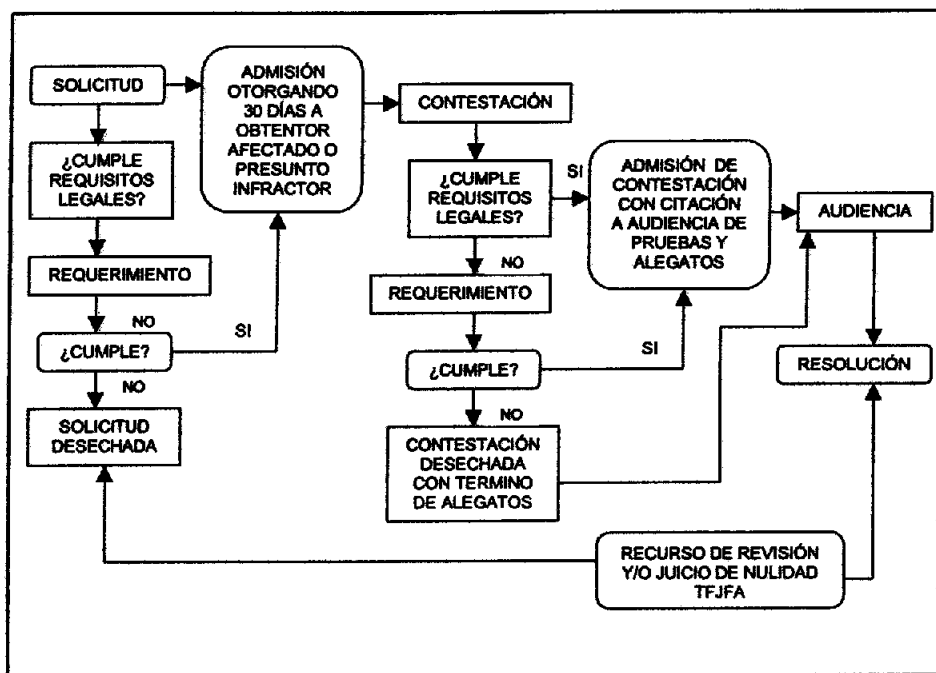 SOLICITUD
¿CUMPLE
REQUISITOS
LEGALES?
REQUERIMIENTO
NO
¿CUMPLE?
SI
NO
SOLICITUD
DESECHADA
ADMISIÓN
OTORGANDO
30 DÍAS A
OBTENTOR
AFECTADO O
PRESUNTO
INFRACTOR
CONTESTACIÓN
¿CUMPLE
REQUISITOS
LEGALES?
SI
NO
REQUERIMIENTO
¿CUMPLE?
SI
NO
CONTESTACIÓN
DESECHADA
CON TERMINO
DE ALEGATOS
ADMISIÓN DE
CONTESTACIÓN
CON CITACIÓN
A AUDIENCIA DE
PRUEBAS Y
ALEGATOS
AUDIENCIA
RESOLUCIÓN
RECURSO DE REVISIÓN
Y/O JUICIO DE NULIDAD
TFJFA